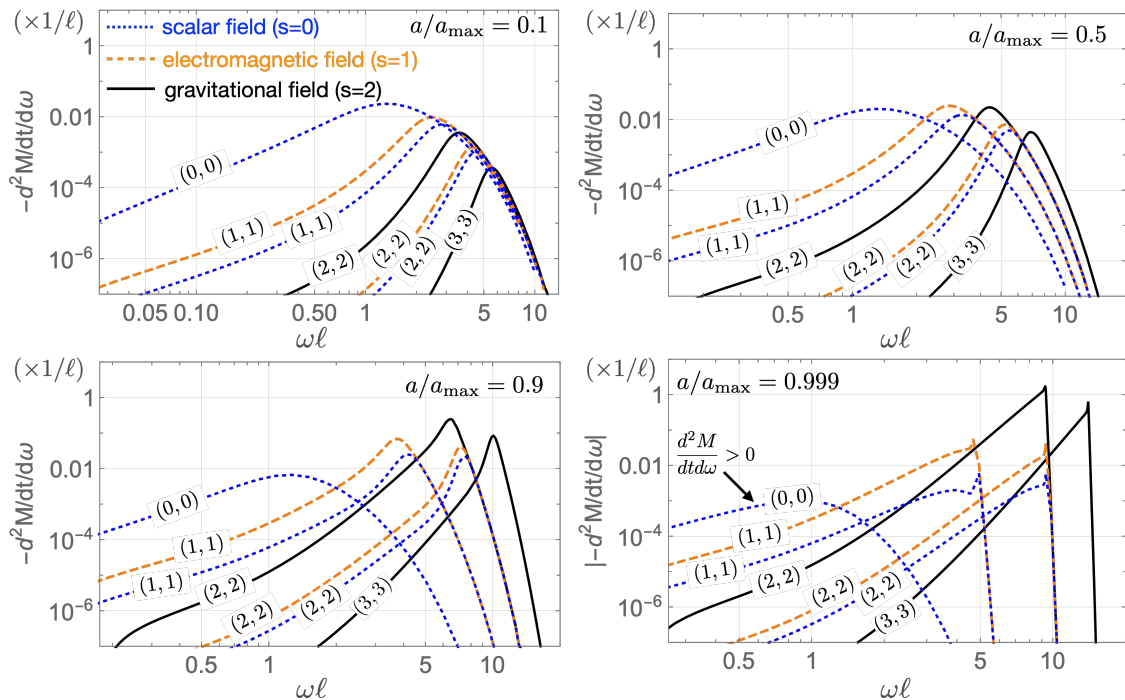 (×1/ℓ)
scalar field (s=0)
electromagnetic field (s=1)
gravitational field (s=2)
a/a_max = 0.1
1
0.01
10^−4
10^−6
-d²M/dt/dω
(0, 0)
(1, 1)
(1, 1)
(2, 2)
(2, 2)
(2, 2)
(3, 3)
0.05 0.10 0.50 1 5 10
ωℓ
(×1/ℓ)
a/a_max = 0.5
1
0.01
10^−4
10^−6
-d²M/dt/dω
(0, 0)
(1, 1)
(1, 1)
(2, 2)
(2, 2)
(2, 2)
(3, 3)
0.5 1 5 10
ωℓ
(×1/ℓ)
a/a_max = 0.9
1
0.01
10^−4
10^−6
-d²M/dt/dω
(0, 0)
(1, 1)
(1, 1)
(2, 2)
(2, 2)
(2, 2)
(3, 3)
0.5 1 5 10
ωℓ
(×1/ℓ)
a/a_max = 0.999
1
0.01
10^−4
10^−6
|-d²M/dt/dω|
d²M/dtdω > 0
(0, 0)
(1, 1)
(1, 1)
(2, 2)
(2, 2)
(2, 2)
(3, 3)
0.5 1 5 10
ωℓ